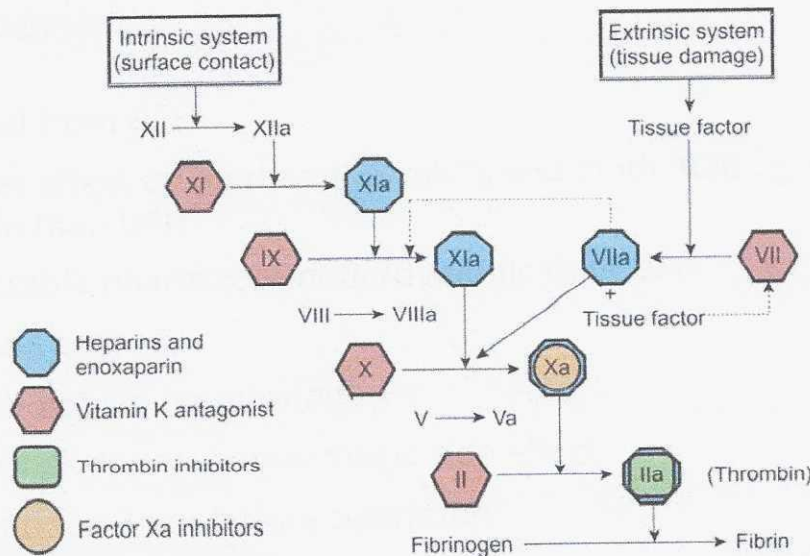 Intrinsic system
(surface contact)
Extrinsic system
(tissue damage)
XII
XIIa
Tissue factor
XI
XIa
IX
XIa
VIIa
VII
+
VIII
VIIIa
Tissue factor
X
Xa
V
Va
II
IIa
(Thrombin)
Fibrinogen
Fibrin
Heparins and
enoxaparin
Vitamin K antagonist
Thrombin inhibitors
Factor Xa inhibitors